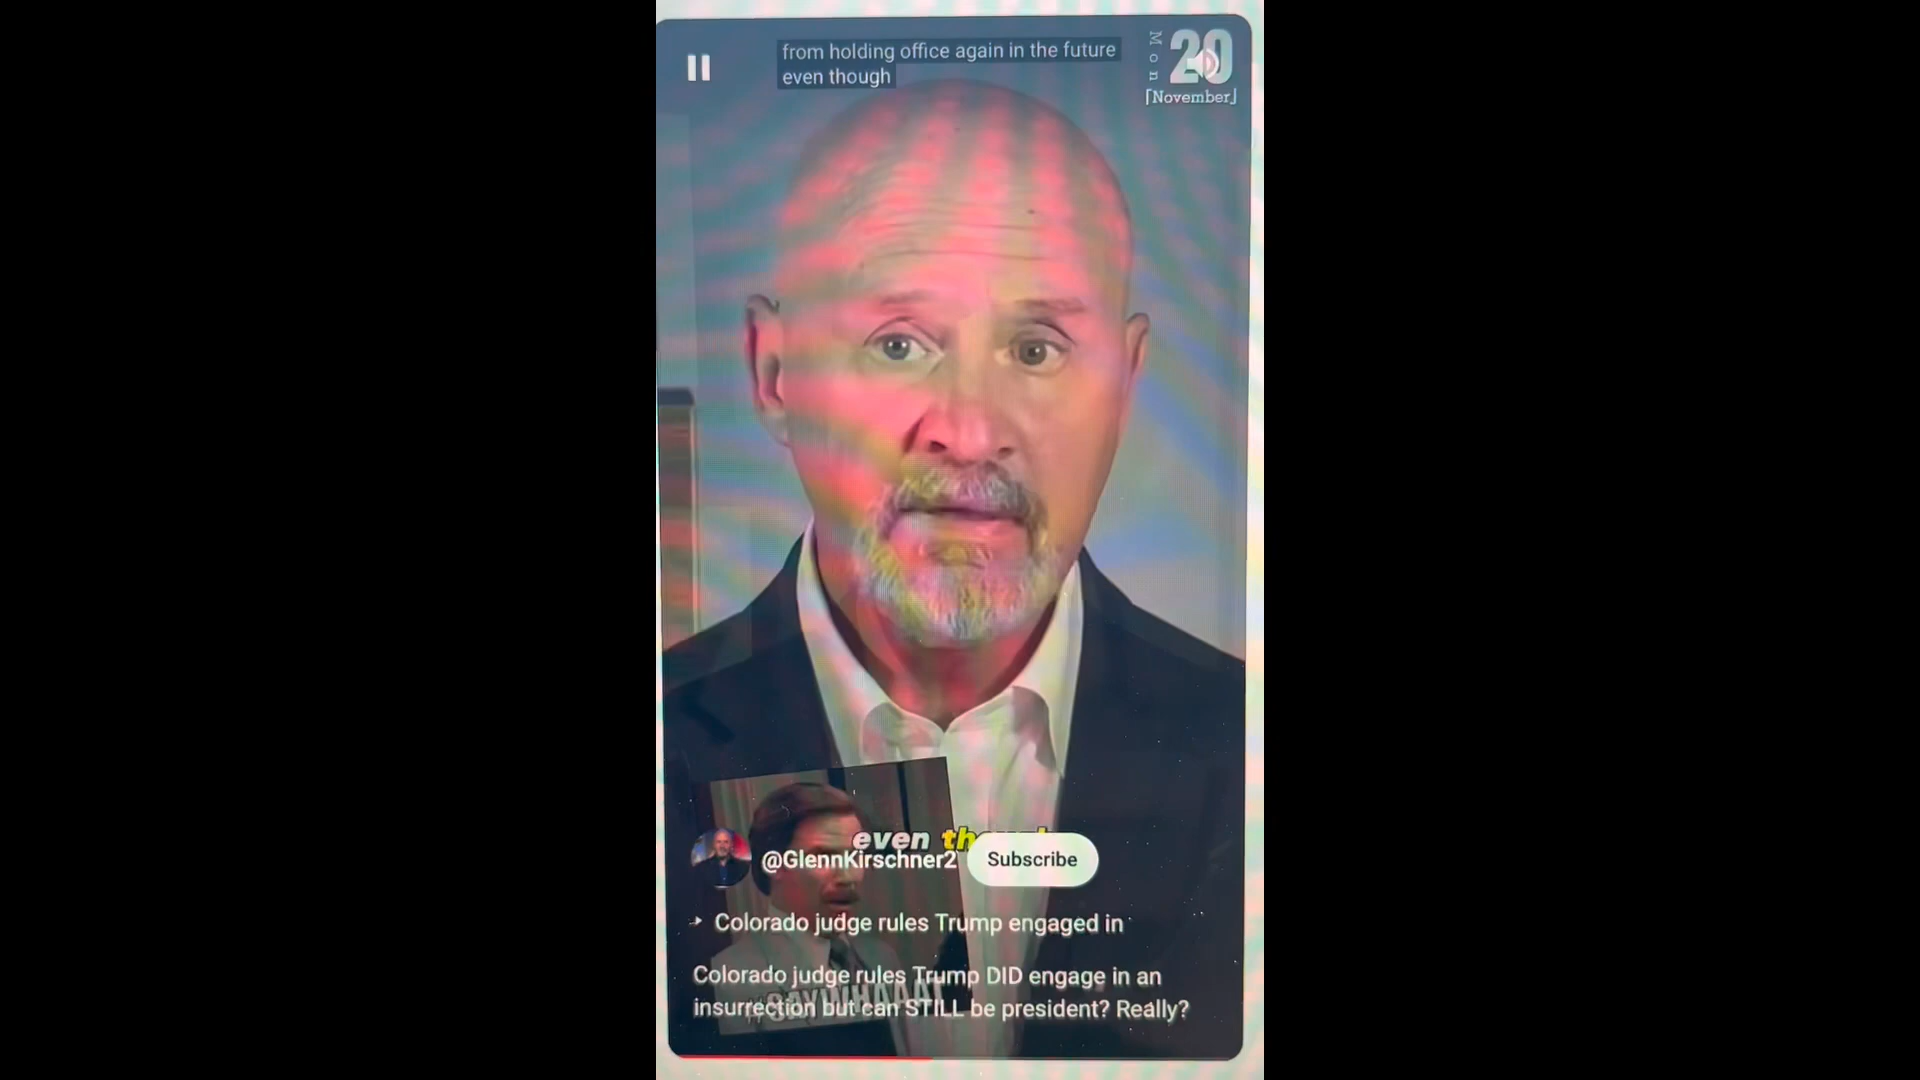 from holding office again in the future
even though
Mon
20
「November」
even
@GlennKirschner2
Subscribe
Colorado judge rules Trump engaged in
Colorado judge rules Trump DID engage in an
insurrection but can STILL be president? Really?
#SAYWHAAAT